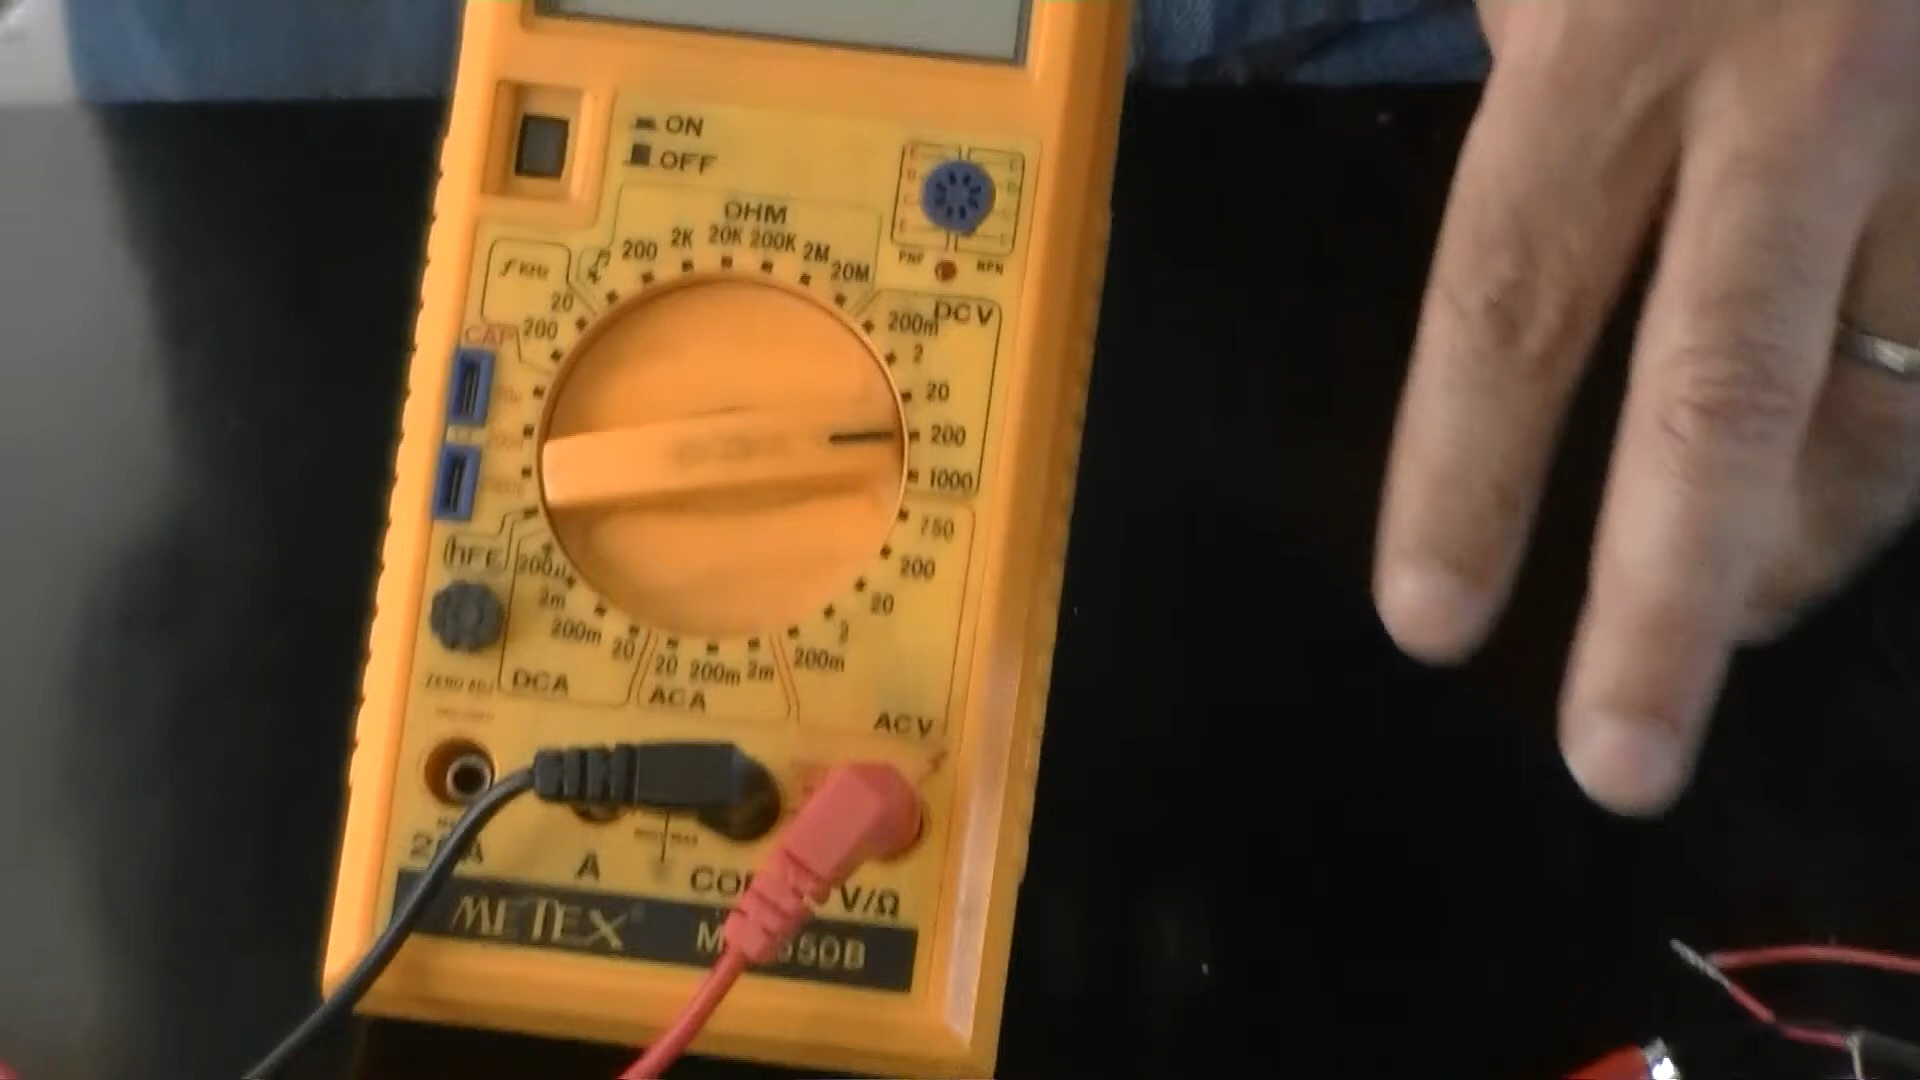 ON
OFF
OHM
200 2K 20K 200K 2M 20M
f KHz
20
200
CAP
DCV
200m
2
20
200
1000
750
200
20
2
200m
ACV
PNP NPN
hFE
200µ
2m
200m
20
DCA
20 200m 2m
ACA
ZERO ADJ
A
V/Ω
METEX